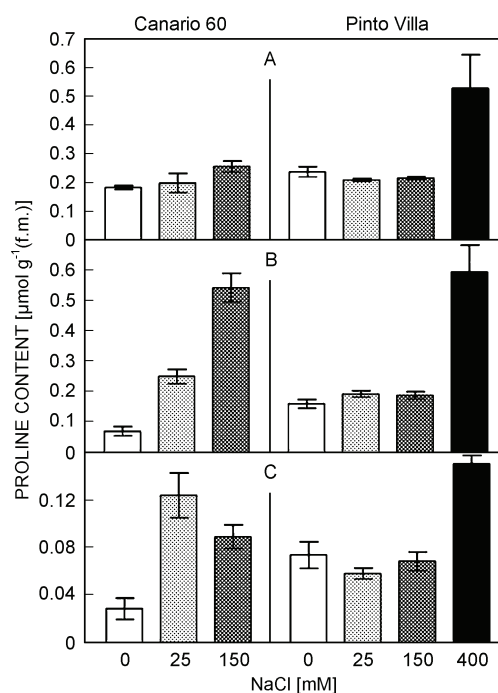 Canario 60 Pinto Villa
PROLINE CONTENT [µmol g⁻¹(f.m.)]
A
0.7
0.6
0.5
0.4
0.3
0.2
0.1
0
B
0.6
0.5
0.4
0.3
0.2
0.1
0
C
0.12
0.08
0.04
0
0 25 150 0 25 150 400
NaCl [mM]